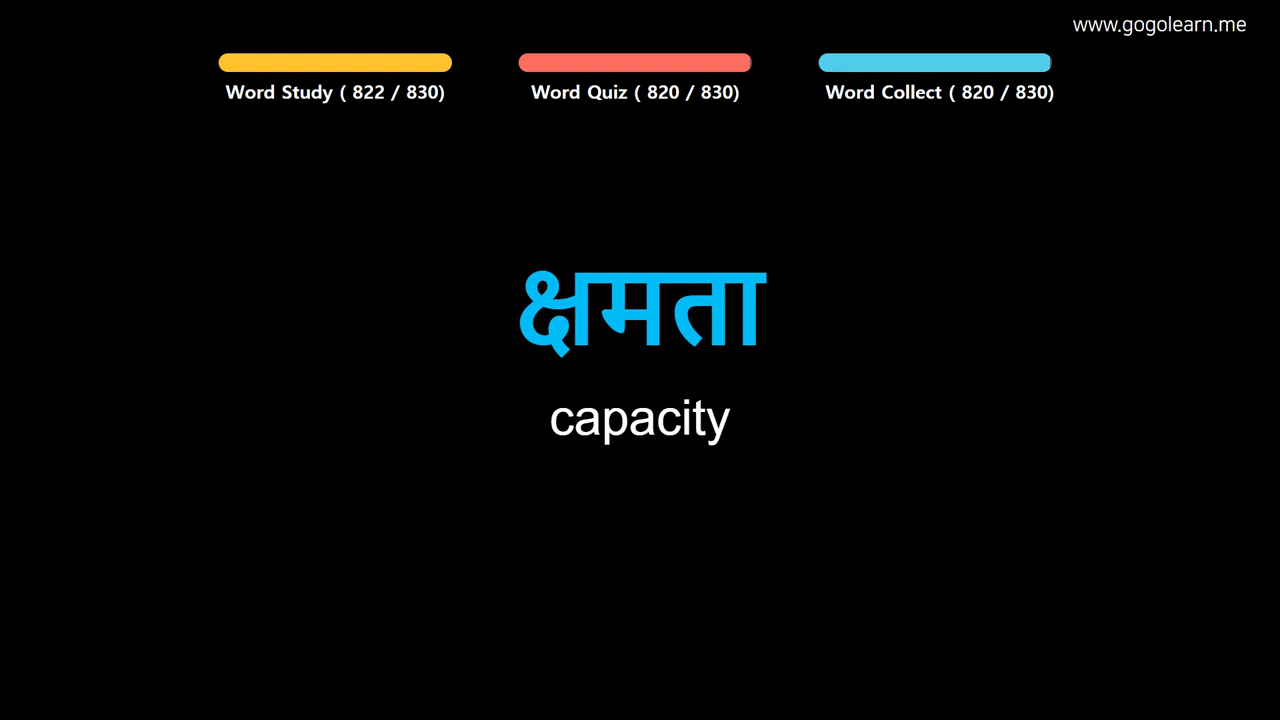 www.gogolearn.me
Word Study ( 822 / 830)
Word Quiz ( 820 / 830)
Word Collect ( 820 / 830)
क्षमता
capacity